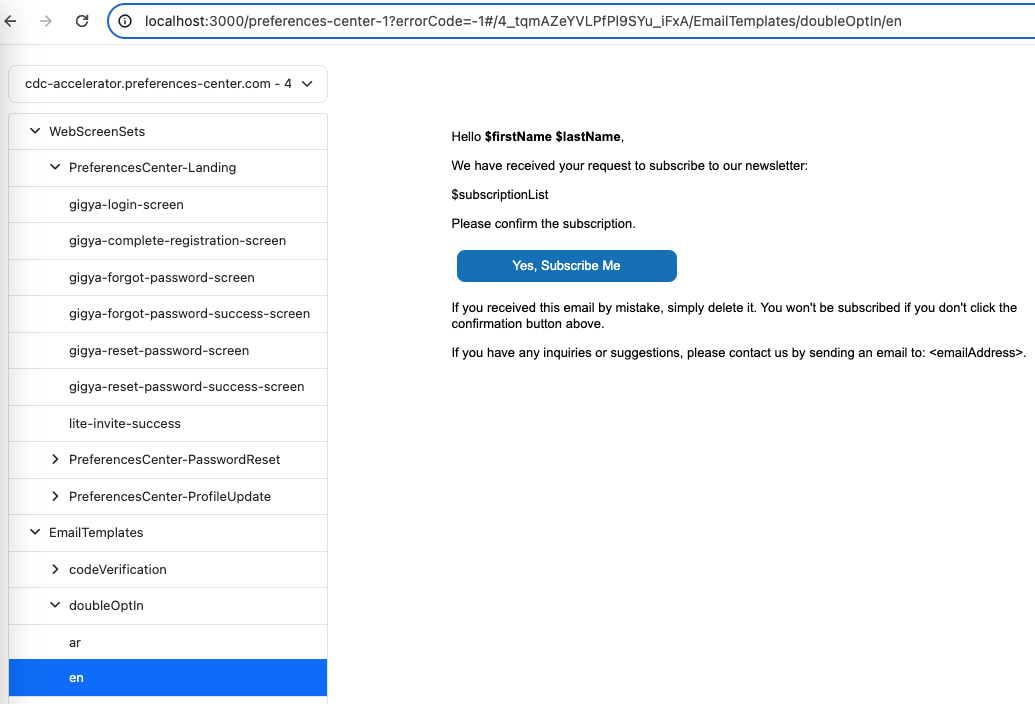 localhost:3000/preferences-center-1?errorCode=-1#/4_tqmAZeYVLPfPl9SYu_iFxA/EmailTemplates/doubleOptIn/en
cdc-accelerator.preferences-center.com - 4
WebScreenSets
PreferencesCenter-Landing
gigya-login-screen
gigya-complete-registration-screen
gigya-forgot-password-screen
gigya-forgot-password-success-screen
gigya-reset-password-screen
gigya-reset-password-success-screen
lite-invite-success
PreferencesCenter-PasswordReset
PreferencesCenter-ProfileUpdate
EmailTemplates
codeVerification
doubleOptIn
ar
en
Hello $firstName $lastName,
We have received your request to subscribe to our newsletter:
$subscriptionList
Please confirm the subscription.
Yes, Subscribe Me
If you received this email by mistake, simply delete it. You won't be subscribed if you don't click the
confirmation button above.
If you have any inquiries or suggestions, please contact us by sending an email to: <emailAddress>.